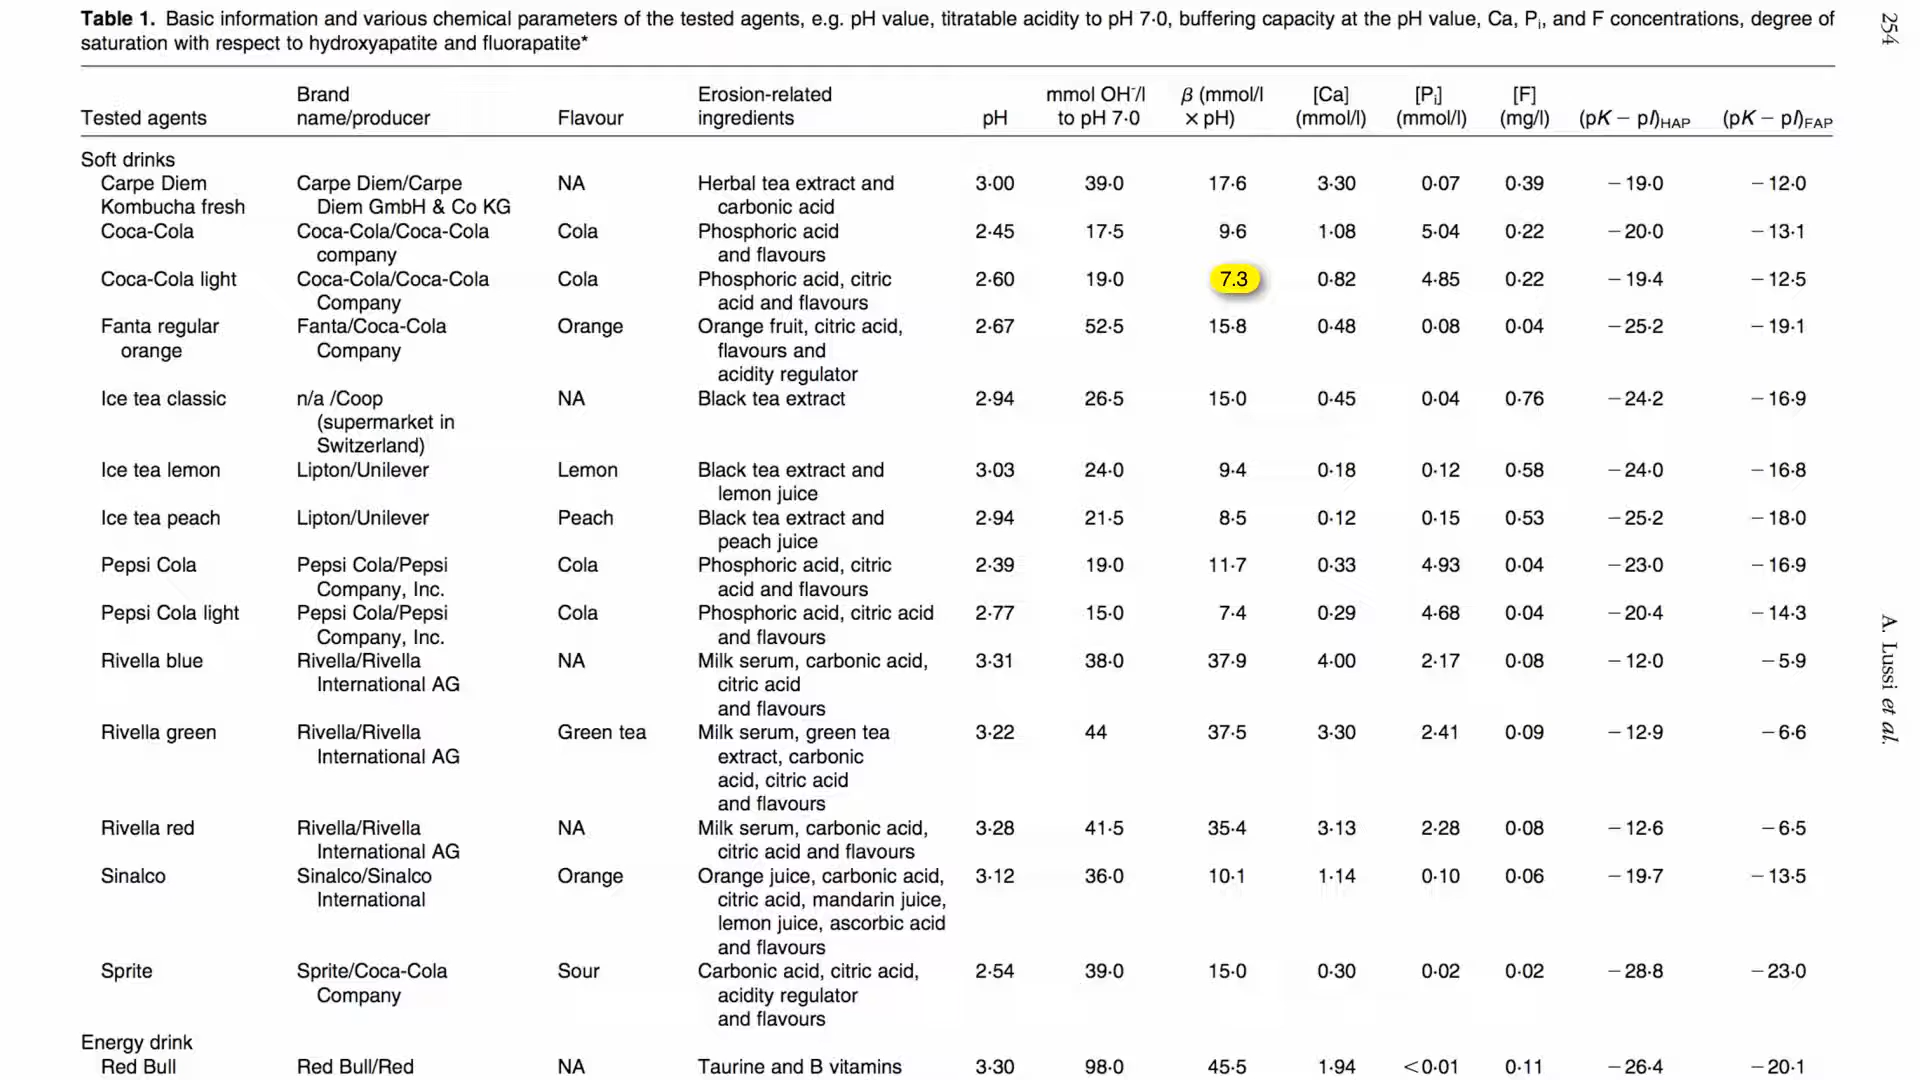 Table 1. Basic information and various chemical parameters of the tested agents, e.g. pH value, titratable acidity to pH 7·0, buffering capacity at the pH value, Ca, Pi, and F concentrations, degree of
saturation with respect to hydroxyapatite and fluorapatite*
254
Tested agents Brand name/producer Flavour Erosion-related ingredients pH mmol OH-/l to pH 7·0 β (mmol/l × pH) [Ca] (mmol/l) [Pi] (mmol/l) [F] (mg/l) (pK − pI)HAP (pK − pI)FAP
Soft drinks
Carpe Diem Carpe Diem/Carpe NA Herbal tea extract and 3·00 39·0 17·6 3·30 0·07 0·39 −19·0 −12·0
Kombucha fresh Diem GmbH & Co KG carbonic acid
Coca-Cola Coca-Cola/Coca-Cola Cola Phosphoric acid 2·45 17·5 9·6 1·08 5·04 0·22 −20·0 −13·1
company and flavours
Coca-Cola light Coca-Cola/Coca-Cola Cola Phosphoric acid, citric 2·60 19·0 7.3 0·82 4·85 0·22 −19·4 −12·5
Company acid and flavours
Fanta regular Fanta/Coca-Cola Orange Orange fruit, citric acid, 2·67 52·5 15·8 0·48 0·08 0·04 −25·2 −19·1
orange Company flavours and
acidity regulator
Ice tea classic n/a /Coop NA Black tea extract 2·94 26·5 15·0 0·45 0·04 0·76 −24·2 −16·9
(supermarket in
Switzerland)
Ice tea lemon Lipton/Unilever Lemon Black tea extract and 3·03 24·0 9·4 0·18 0·12 0·58 −24·0 −16·8
lemon juice
Ice tea peach Lipton/Unilever Peach Black tea extract and 2·94 21·5 8·5 0·12 0·15 0·53 −25·2 −18·0
peach juice
Pepsi Cola Pepsi Cola/Pepsi Cola Phosphoric acid, citric 2·39 19·0 11·7 0·33 4·93 0·04 −23·0 −16·9
Company, Inc. acid and flavours
Pepsi Cola light Pepsi Cola/Pepsi Cola Phosphoric acid, citric acid 2·77 15·0 7·4 0·29 4·68 0·04 −20·4 −14·3
Company, Inc. and flavours
Rivella blue Rivella/Rivella NA Milk serum, carbonic acid, 3·31 38·0 37·9 4·00 2·17 0·08 −12·0 −5·9
International AG citric acid
and flavours
Rivella green Rivella/Rivella Green tea Milk serum, green tea 3·22 44 37·5 3·30 2·41 0·09 −12·9 −6·6
International AG extract, carbonic
acid, citric acid
and flavours
Rivella red Rivella/Rivella NA Milk serum, carbonic acid, 3·28 41·5 35·4 3·13 2·28 0·08 −12·6 −6·5
International AG citric acid and flavours
Sinalco Sinalco/Sinalco Orange Orange juice, carbonic acid, 3·12 36·0 10·1 1·14 0·10 0·06 −19·7 −13·5
International citric acid, mandarin juice,
lemon juice, ascorbic acid
and flavours
Sprite Sprite/Coca-Cola Sour Carbonic acid, citric acid, 2·54 39·0 15·0 0·30 0·02 0·02 −28·8 −23·0
Company acidity regulator
and flavours
Energy drink
Red Bull Red Bull/Red NA Taurine and B vitamins 3·30 98·0 45·5 1·94 <0·01 0·11 −26·4 −20·1
A. Lussi et al.